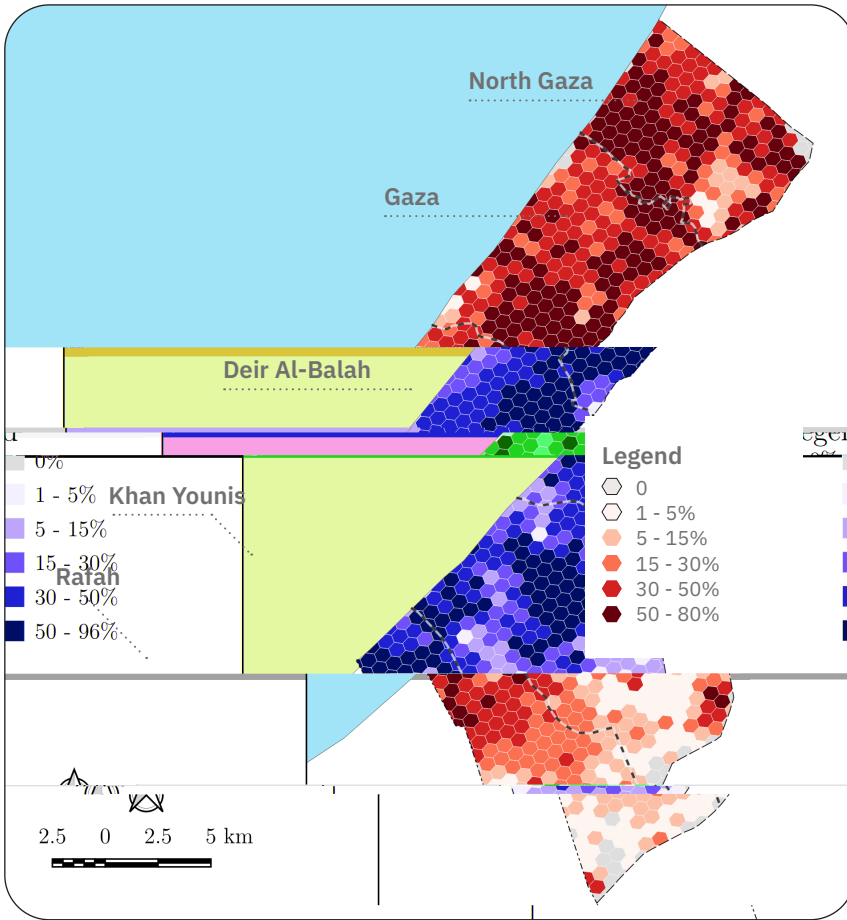 North Gaza
Gaza
Deir Al-Balah
Legend
0
1 - 5%
5 - 15%
15 - 30%
30 - 50%
50 - 80%
0%
1 - 5%
5 - 15%
15 - 30%
30 - 50%
50 - 96%
Khan Younis
Rafah
2.5 0 2.5 5 km